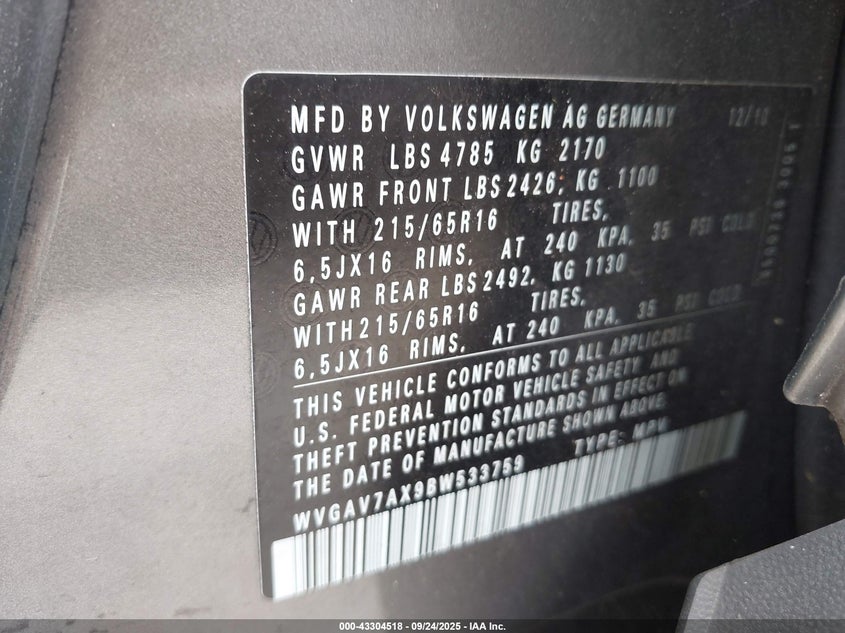 MFD BY VOLKSWAGEN AG GERMANY 12/10
GVWR LBS 4785 KG 2170
GAWR FRONT LBS 2426, KG 1100
WITH 215/65R16 TIRES,
6,5JX16 RIMS, AT 240 KPA, 35 PSI COLD
GAWR REAR LBS 2492, KG 1130
WITH 215/65R16 TIRES,
6,5JX16 RIMS, AT 240 KPA, 35 PSI COLD
THIS VEHICLE CONFORMS TO ALL APPLICABLE
U.S. FEDERAL MOTOR VEHICLE SAFETY AND
THEFT PREVENTION STANDARDS IN EFFECT ON
THE DATE OF MANUFACTURE SHOWN ABOVE.
WVGAV7AX9BW533759 TYPE: MPV
000-43304518 - 09/24/2025 - IAA Inc.